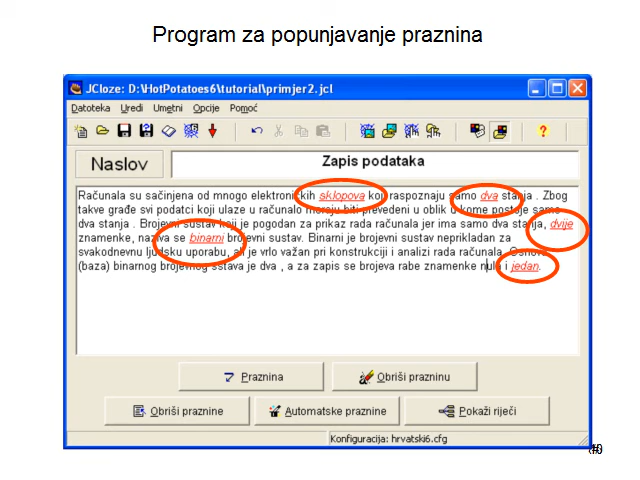 Program za popunjavanje praznina
JCloze: D:\HotPotatoes6\tutorial\primjer2.jcl
Datoteka Uredi Umetni Opcije Pomoć
Naslov
Zapis podataka
Računala su sačinjena od mnogo elektroničkih sklopova koji raspoznaju samo dva stanja . Zbog
takve građe svi podatci koji ulaze u računalo moraju biti prevedeni u oblik u kome postoje samo
dva stanja . Brojevni sustav koji je pogodan za prikaz rada računala jer ima samo dva stanja, dvije
znamenke, naziva se binarni brojevni sustav. Binarni je brojevni sustav neprikladan za
svakodnevnu ljudsku uporabu, ali je vrlo važan pri konstrukciji i analizi rada računala. Osnova
(baza) binarnog brojevnog sstava je dva , a za zapis se brojeva rabe znamenke nula i jedan.
Praznina
Obriši prazninu
Obriši praznine
Automatske praznine
Pokaži riječi
Konfiguracija: hrvatski6.cfg